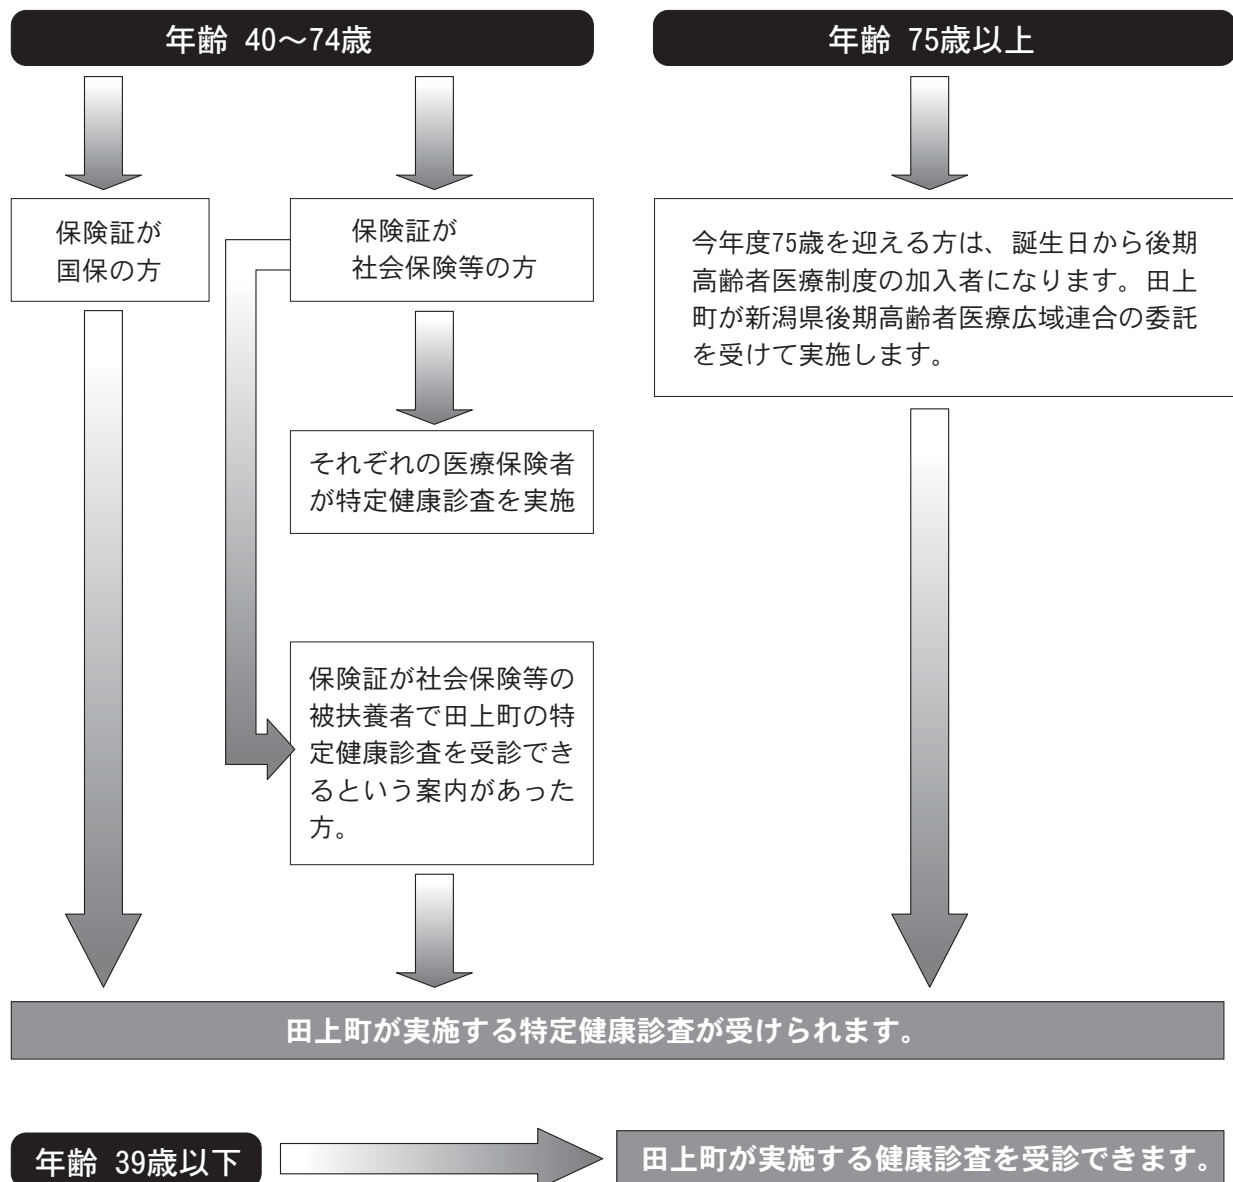 年齢 40～74歳
年齢 75歳以上
保険証が
国保の方
保険証が
社会保険等の方
今年度75歳を迎える方は、誕生日から後期
高齢者医療制度の加入者になります。田上
町が新潟県後期高齢者医療広域連合の委託
を受けて実施します。
それぞれの医療保険者
が特定健康診査を実施
保険証が社会保険等の
被扶養者で田上町の特
定健康診査を受診でき
るという案内があった
方。
田上町が実施する特定健康診査が受けられます。
年齢 39歳以下
田上町が実施する健康診査を受診できます。